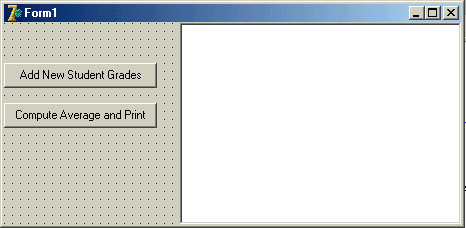 Form1
Add New Student Grades
Compute Average and Print